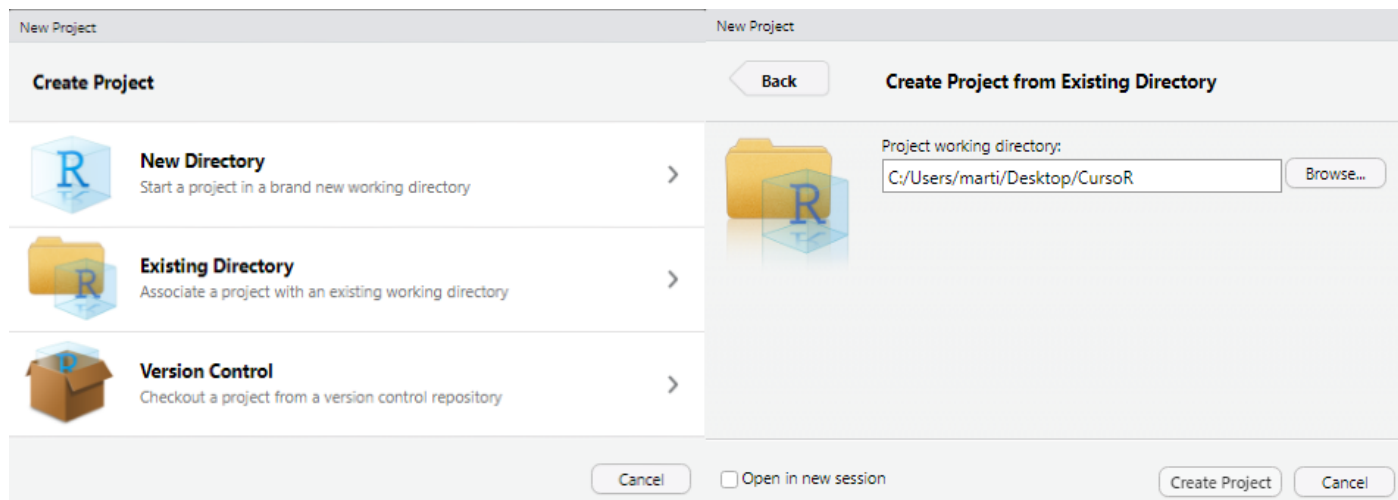 New Project
Create Project
New Directory
Start a project in a brand new working directory
Existing Directory
Associate a project with an existing working directory
Version Control
Checkout a project from a version control repository
Cancel
New Project
Back
Create Project from Existing Directory
Project working directory:
C:/Users/marti/Desktop/CursoR
Browse...
Open in new session
Create Project
Cancel